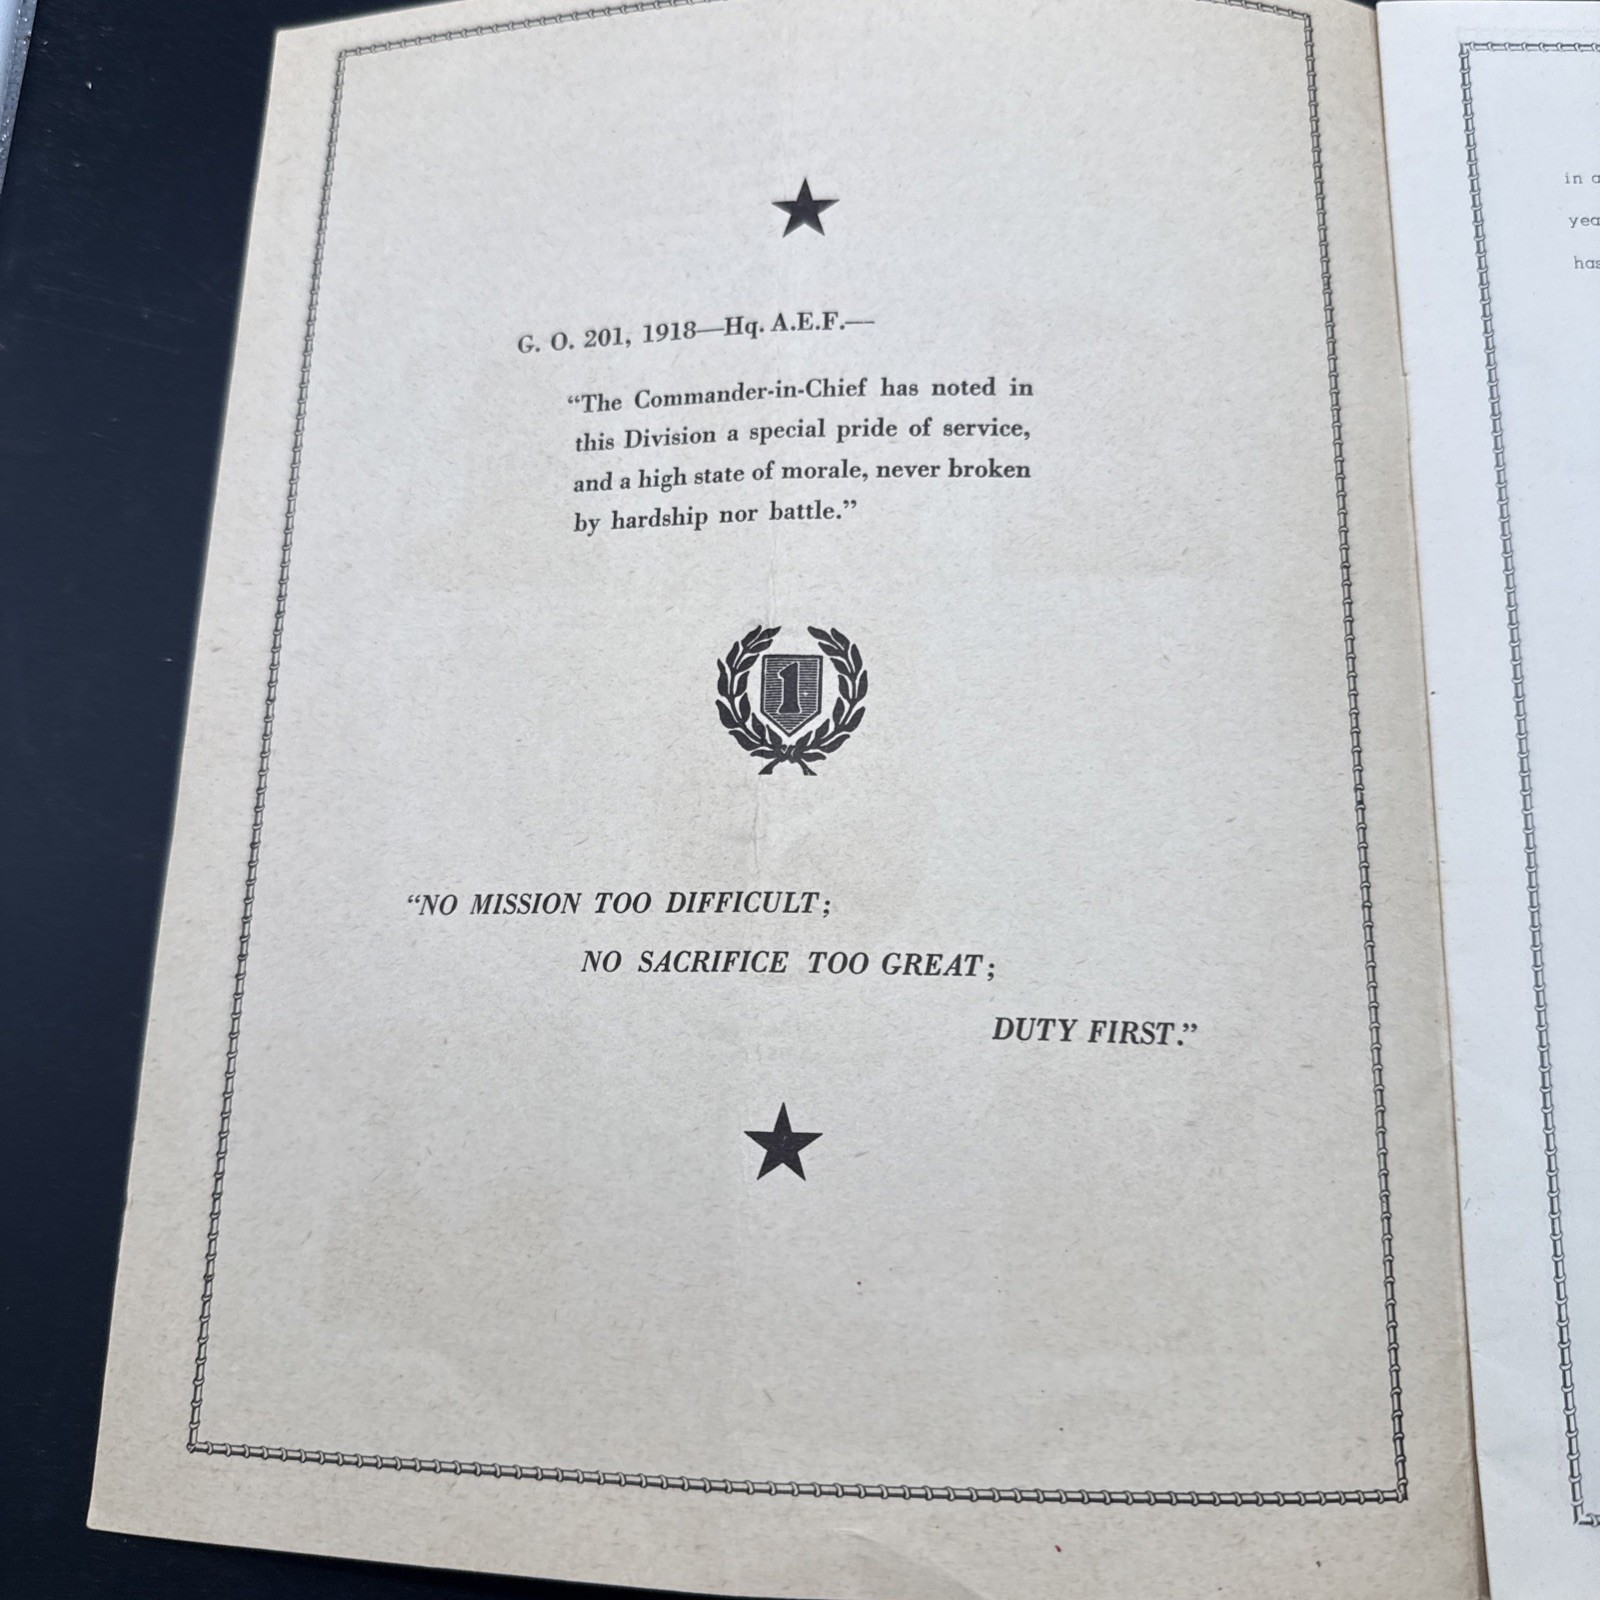 G. O. 201, 1918—Hq. A.E.F.—
“The Commander-in-Chief has noted in
this Division a special pride of service,
and a high state of morale, never broken
by hardship nor battle.”
1
“NO MISSION TOO DIFFICULT;
NO SACRIFICE TOO GREAT;
DUTY FIRST.”
in
has